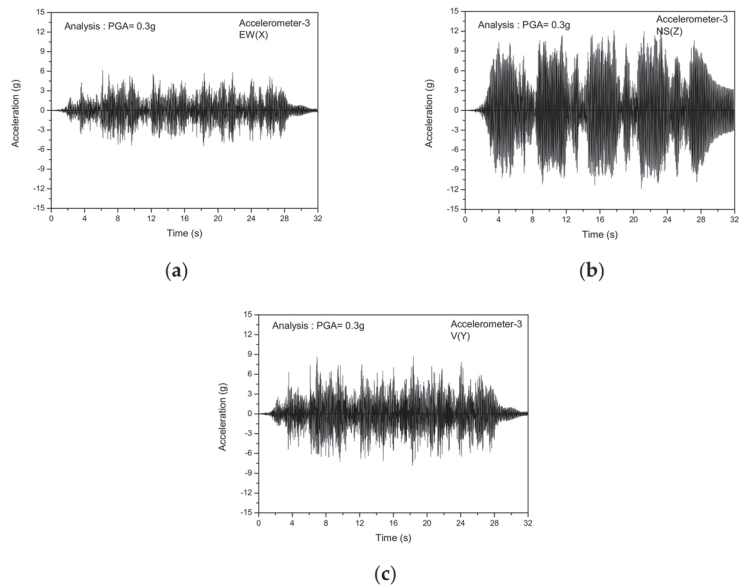 Analysis : PGA= 0.3g
Accelerometer-3
EW(X)
15
12
9
6
3
0
-3
-6
-9
-12
-15
Acceleration (g)
0 4 8 12 16 20 24 28 32
Time (s)
(a)
Analysis : PGA= 0.3g
Accelerometer-3
NS(Z)
15
12
9
6
3
0
-3
-6
-9
-12
-15
Acceleration (g)
0 4 8 12 16 20 24 28 32
Time (s)
(b)
Analysis : PGA= 0.3g
Accelerometer-3
V(Y)
15
12
9
6
3
0
-3
-6
-9
-12
-15
Acceleration (g)
0 4 8 12 16 20 24 28 32
Time (s)
(c)